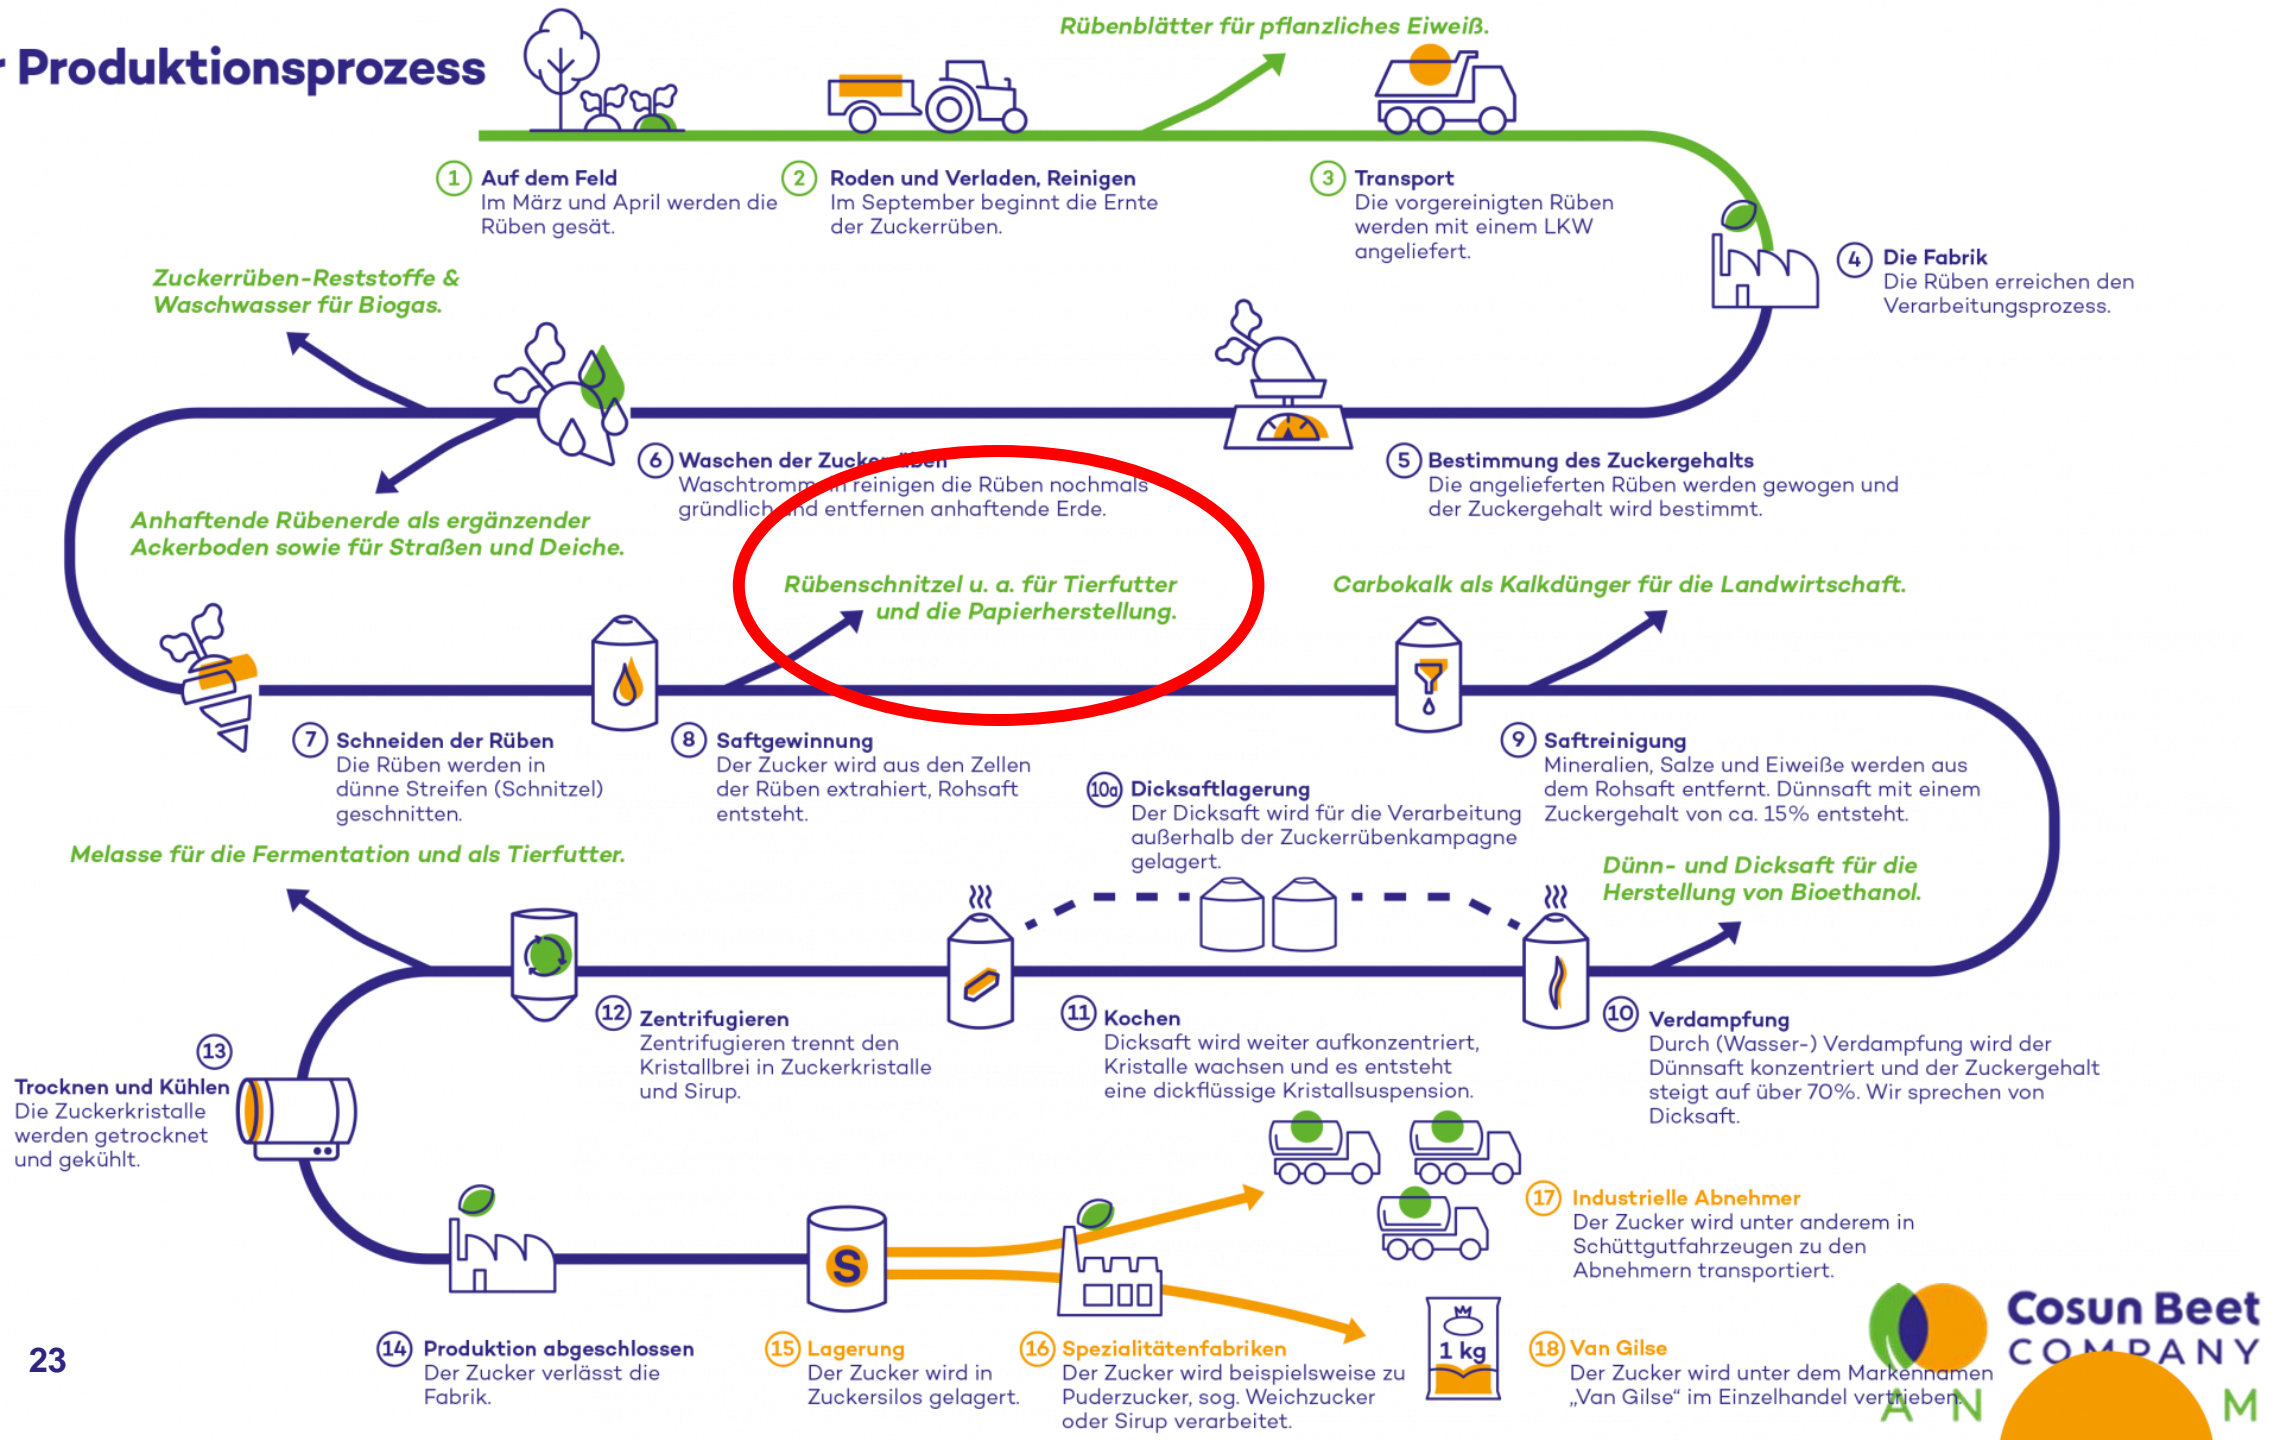 Produktionsprozess
Rübenblätter für pflanzliches Eiweiß.
1 Auf dem Feld
Im März und April werden die
Rüben gesät.
2 Roden und Verladen, Reinigen
Im September beginnt die Ernte
der Zuckerrüben.
3 Transport
Die vorgereinigten Rüben
werden mit einem LKW
angeliefert.
4 Die Fabrik
Die Rüben erreichen den
Verarbeitungsprozess.
Zuckerrüben-Reststoffe &
Waschwasser für Biogas.
6 Waschen der Zuckerrüben
Waschtrommeln reinigen die Rüben nochmals
gründlich und entfernen anhaftende Erde.
5 Bestimmung des Zuckergehalts
Die angelieferten Rüben werden gewogen und
der Zuckergehalt wird bestimmt.
Anhaftende Rübenerde als ergänzender
Ackerboden sowie für Straßen und Deiche.
Rübenschnitzel u. a. für Tierfutter
und die Papierherstellung.
Carbokalk als Kalkdünger für die Landwirtschaft.
7 Schneiden der Rüben
Die Rüben werden in
dünne Streifen (Schnitzel)
geschnitten.
8 Saftgewinnung
Der Zucker wird aus den Zellen
der Rüben extrahiert, Rohsaft
entsteht.
9 Saftreinigung
Mineralien, Salze und Eiweiße werden aus
dem Rohsaft entfernt. Dünnsaft mit einem
Zuckergehalt von ca. 15% entsteht.
10a Dicksaftlagerung
Der Dicksaft wird für die Verarbeitung
außerhalb der Zuckerrübenkampagne
gelagert.
Melasse für die Fermentation und als Tierfutter.
Dünn- und Dicksaft für die
Herstellung von Bioethanol.
12 Zentrifugieren
Zentrifugieren trennt den
Kristallbrei in Zuckerkristalle
und Sirup.
11 Kochen
Dicksaft wird weiter aufkonzentriert,
Kristalle wachsen und es entsteht
eine dickflüssige Kristallsuspension.
10 Verdampfung
Durch (Wasser-) Verdampfung wird der
Dünnsaft konzentriert und der Zuckergehalt
steigt auf über 70%. Wir sprechen von
Dicksaft.
13
Trocknen und Kühlen
Die Zuckerkristalle
werden getrocknet
und gekühlt.
S
17 Industrielle Abnehmer
Der Zucker wird unter anderem in
Schüttgutfahrzeugen zu den
Abnehmern transportiert.
14 Produktion abgeschlossen
Der Zucker verlässt die
Fabrik.
15 Lagerung
Der Zucker wird in
Zuckersilos gelagert.
16 Spezialitätenfabriken
Der Zucker wird beispielsweise zu
Puderzucker, sog. Weichzucker
oder Sirup verarbeitet.
1 kg
18 Van Gilse
Der Zucker wird unter dem Markennamen
„Van Gilse“ im Einzelhandel vertrieben.
Cosun Beet
COMPANY
23